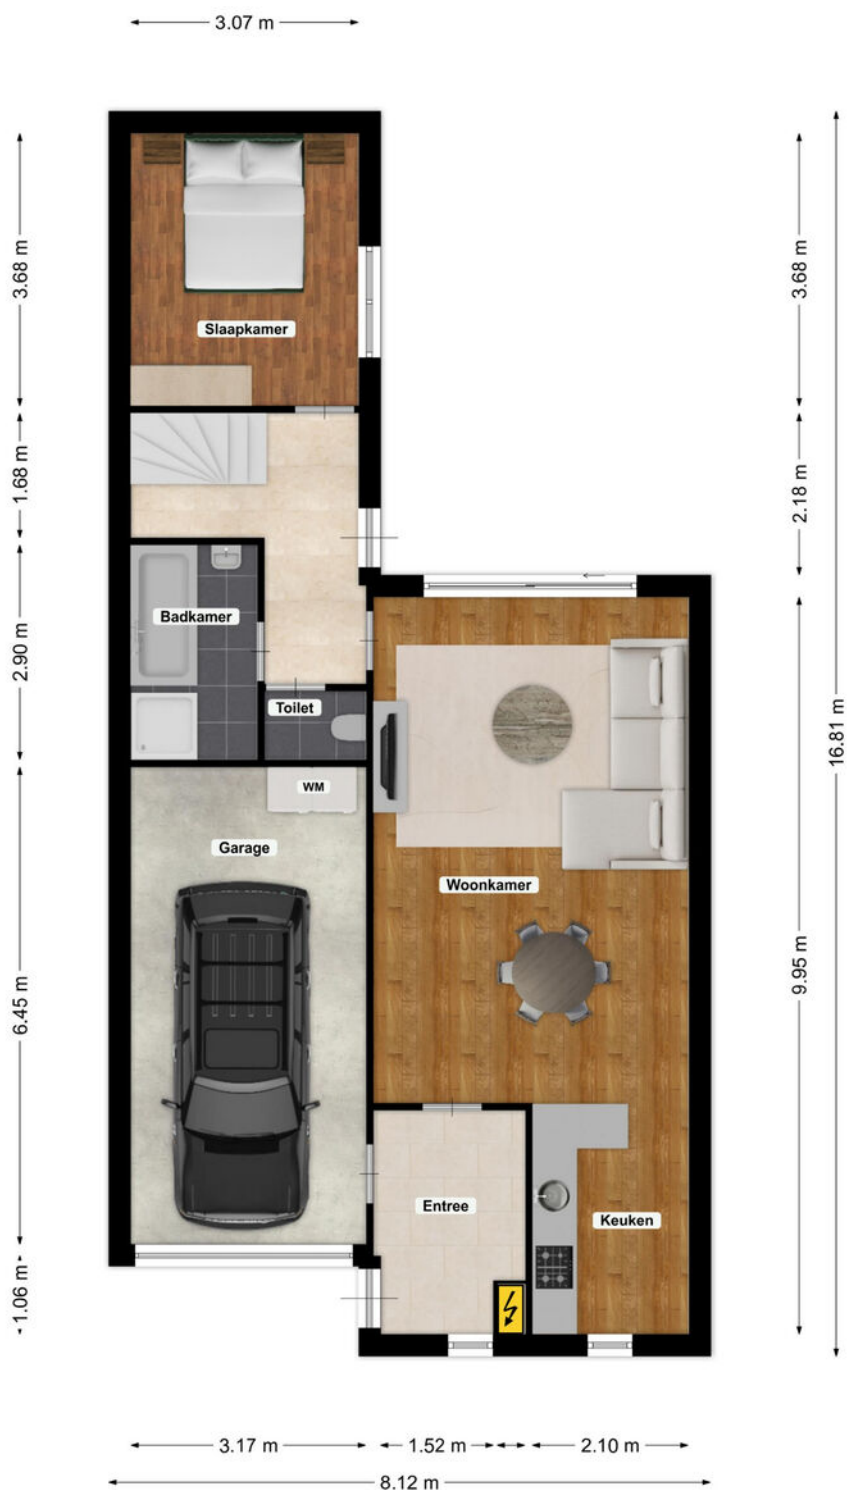 3.07 m
3.68 m
3.68 m
Slaapkamer
1.68 m
2.18 m
Badkamer
2.90 m
Toilet
16.81 m
WM
Garage
Woonkamer
9.95 m
6.45 m
Entree
Keuken
1.06 m
3.17 m
1.52 m
2.10 m
8.12 m